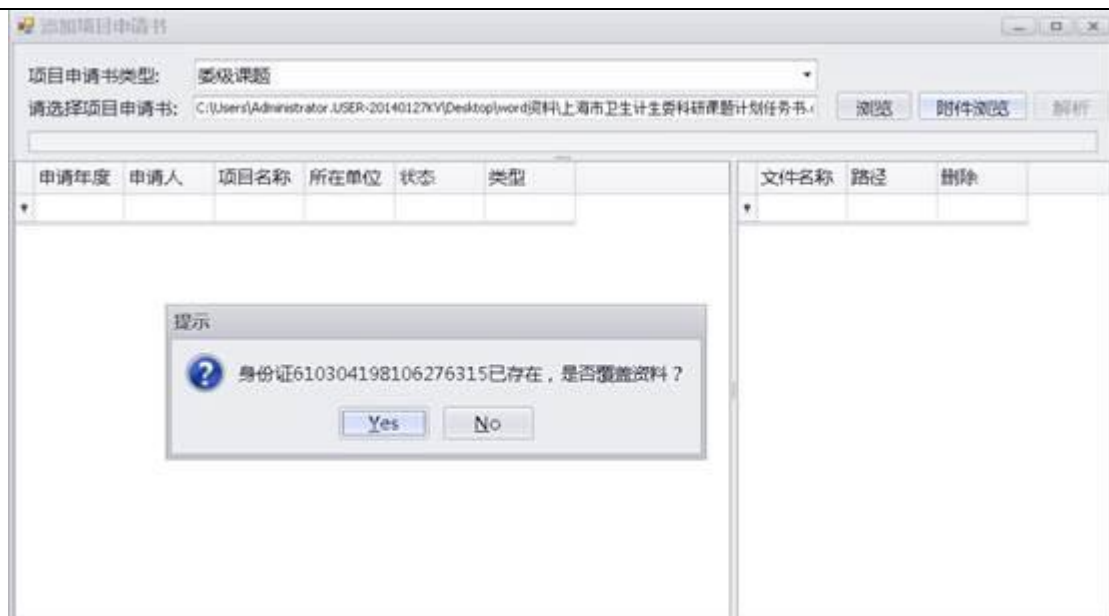 添加项目申请书
项目申请书类型: 委级课题
请选择项目申请书: C:\Users\Administrator.USER-20140127KV\Desktop\word资料\上海市卫生计生委科研课题计划任务书. 浏览 附件浏览 解析
申请年度 申请人 项目名称 所在单位 状态 类型 文件名称 路径 删除
提示
身份证610304198106276315已存在，是否覆盖资料？
Yes No